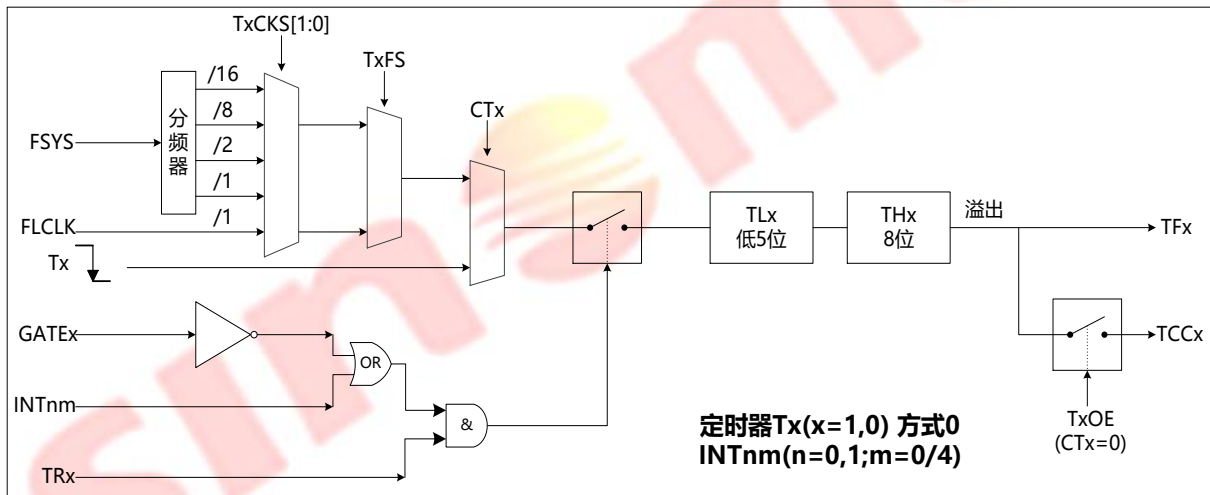 TxCKS[1:0]
TxFS
CTx
/16
/8
/2
/1
/1
分频器
FSYS
FLCLK
Tx
GATEx
INTnm
TRx
OR
&
TLx
低5位
THx
8位
溢出
TFx
TCCx
TxOE
(CTx=0)
定时器Tx(x=1,0) 方式0
INTnm(n=0,1;m=0/4)